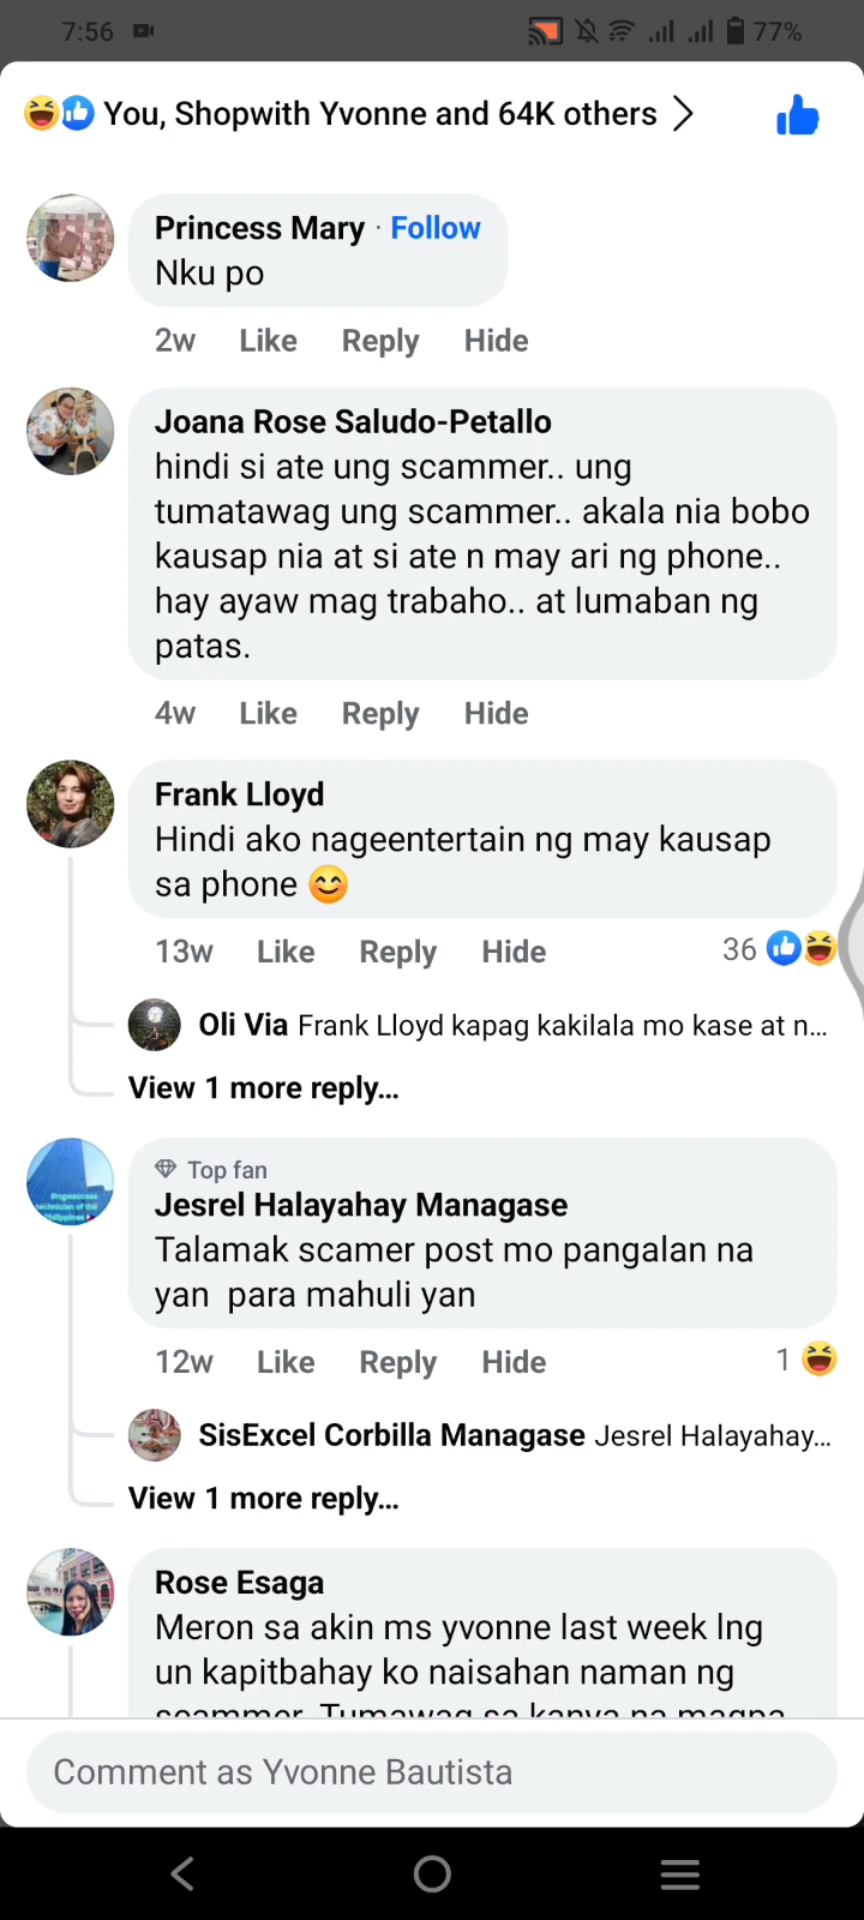 7:56
77%
You, Shopwith Yvonne and 64K others
Princess Mary · Follow
Nku po
2w Like Reply Hide
Joana Rose Saludo-Petallo
hindi si ate ung scammer.. ung
tumatawag ung scammer.. akala nia bobo
kausap nia at si ate n may ari ng phone..
hay ayaw mag trabaho.. at lumaban ng
patas.
4w Like Reply Hide
Frank Lloyd
Hindi ako nageentertain ng may kausap
sa phone 😊
13w Like Reply Hide 36
Oli Via Frank Lloyd kapag kakilala mo kase at n...
View 1 more reply...
Top fan
Jesrel Halayahay Managase
Talamak scamer post mo pangalan na
yan para mahuli yan
12w Like Reply Hide 1
SisExcel Corbilla Managase Jesrel Halayahay...
View 1 more reply...
Rose Esaga
Meron sa akin ms yvonne last week lng
un kapitbahay ko naisahan naman ng
scammer. Tumawag sa kanya na magpa
Comment as Yvonne Bautista